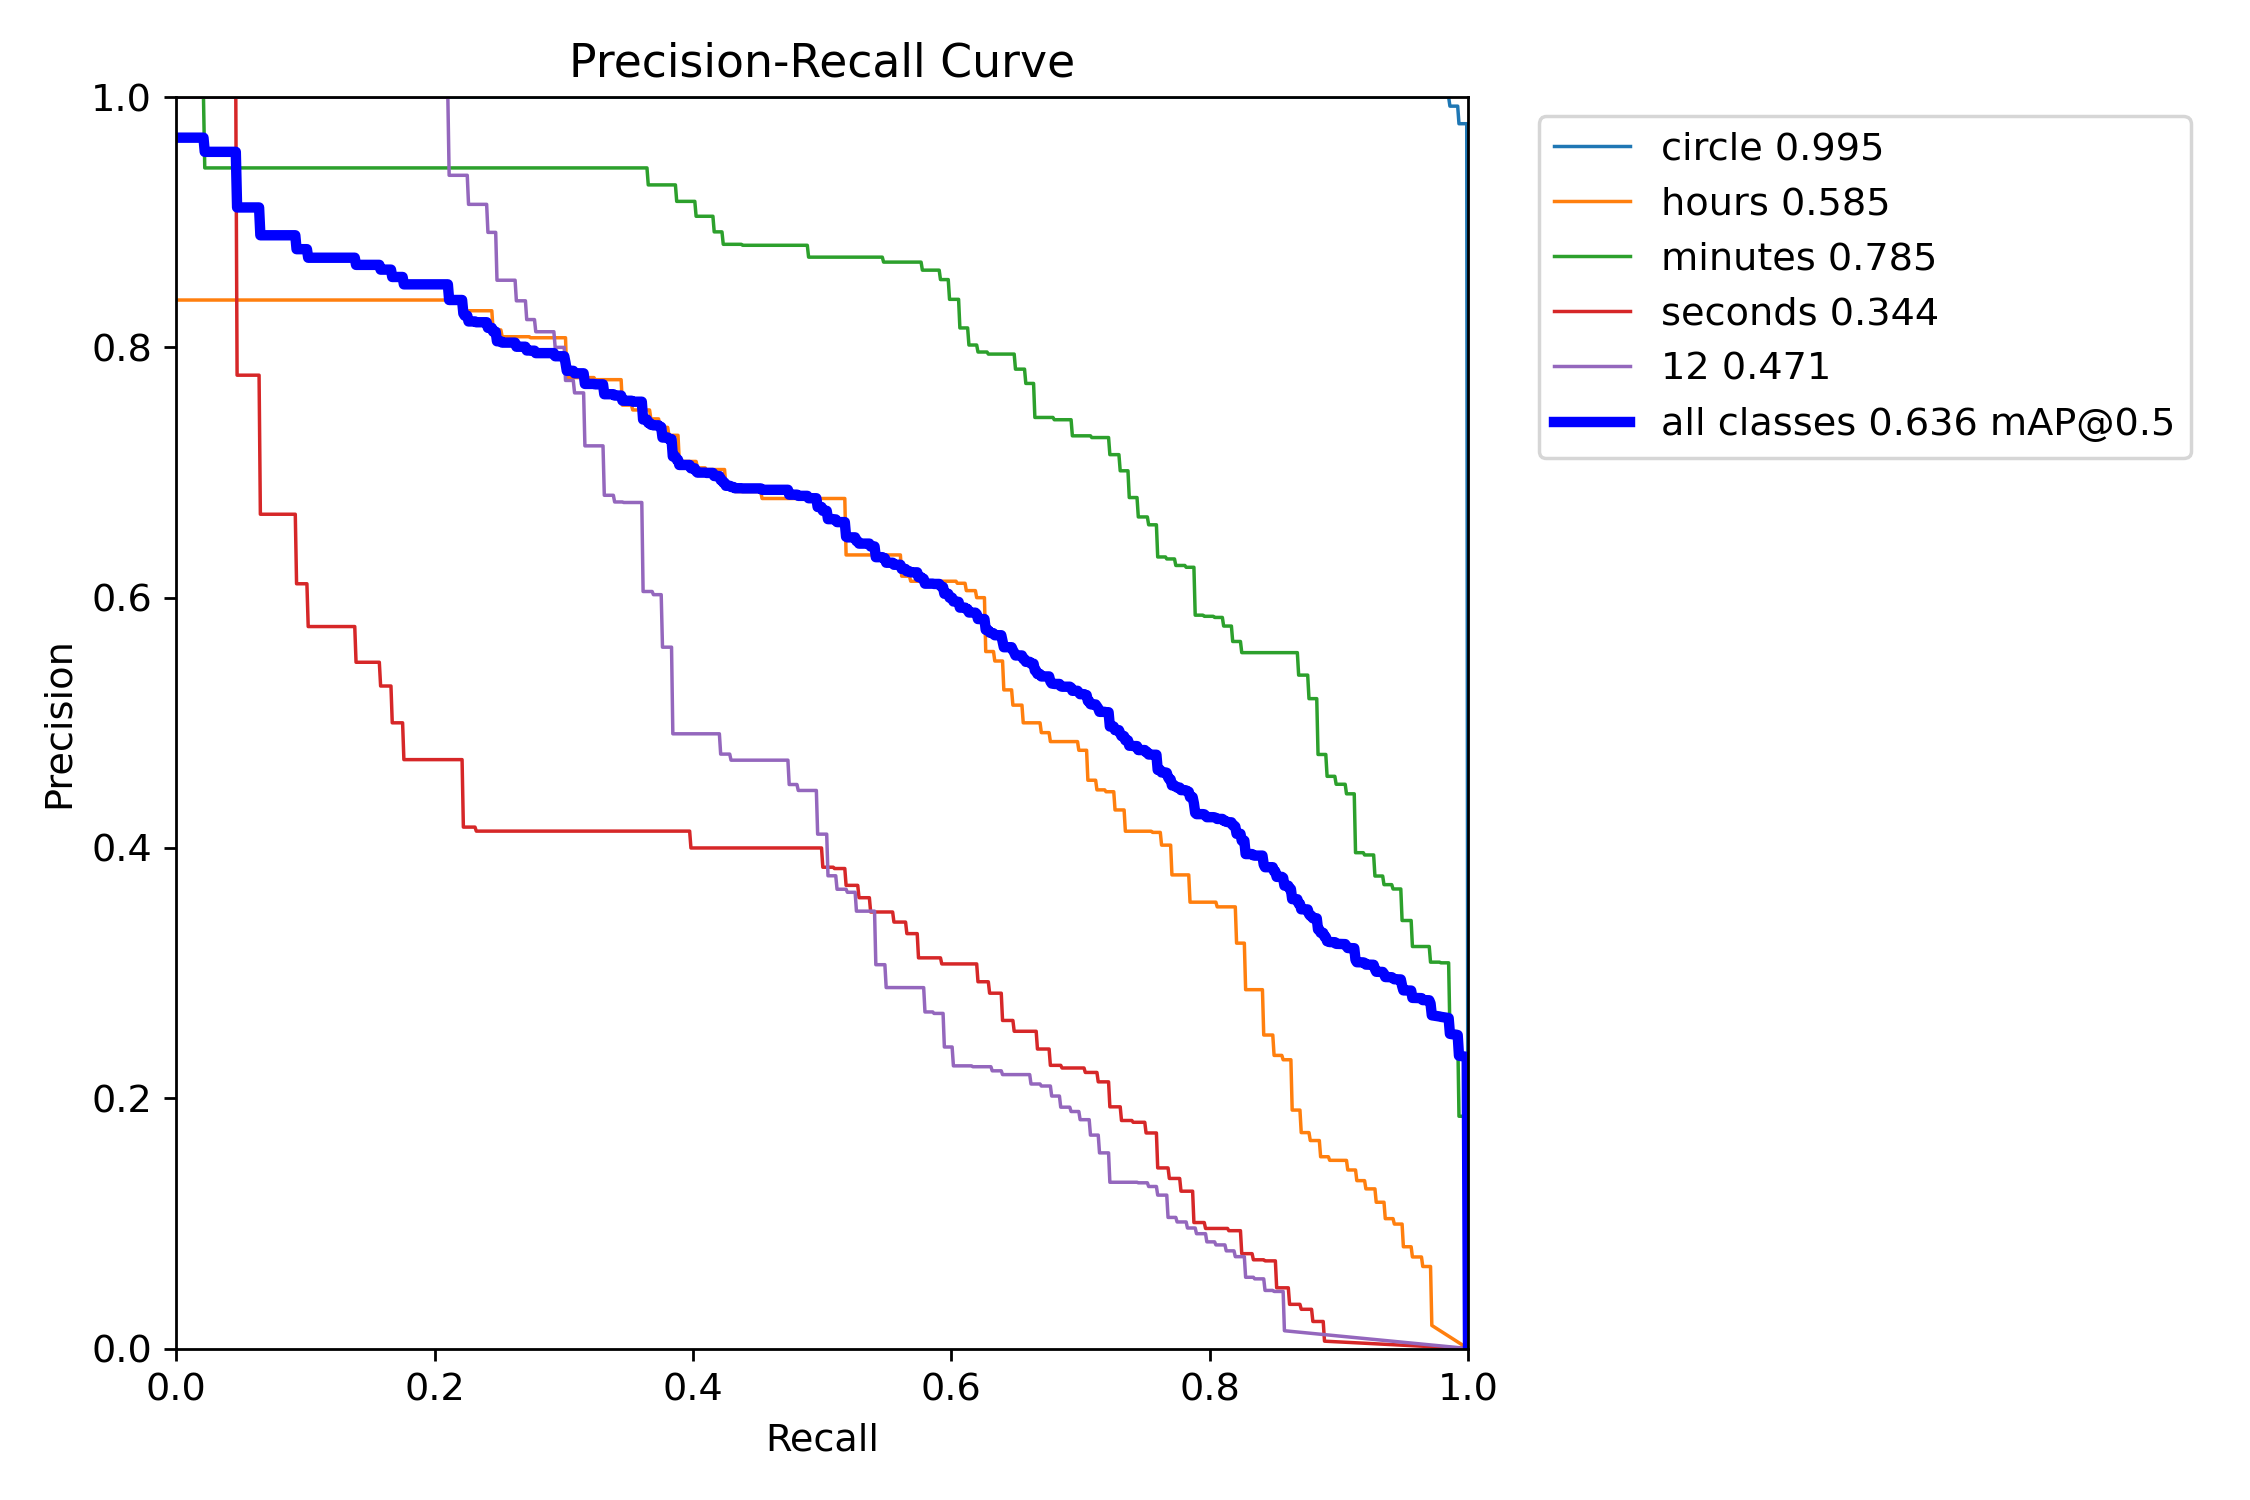 Precision-Recall Curve
1.0
0.8
0.6
0.4
0.2
0.0
Precision
0.0 0.2 0.4 0.6 0.8 1.0
Recall
circle 0.995
hours 0.585
minutes 0.785
seconds 0.344
12 0.471
all classes 0.636 mAP@0.5